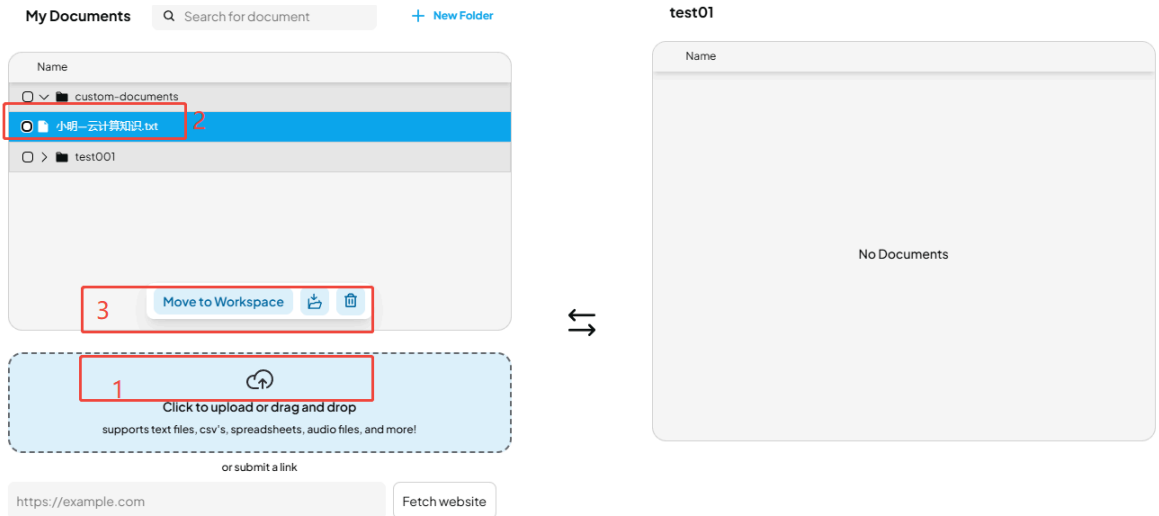 My Documents
Search for document
+ New Folder
Name
custom-documents
小明—云计算知识.txt
2
test001
3
Move to Workspace
1
Click to upload or drag and drop
supports text files, csv's, spreadsheets, audio files, and more!
or submit a link
https://example.com
Fetch website
test01
Name
No Documents